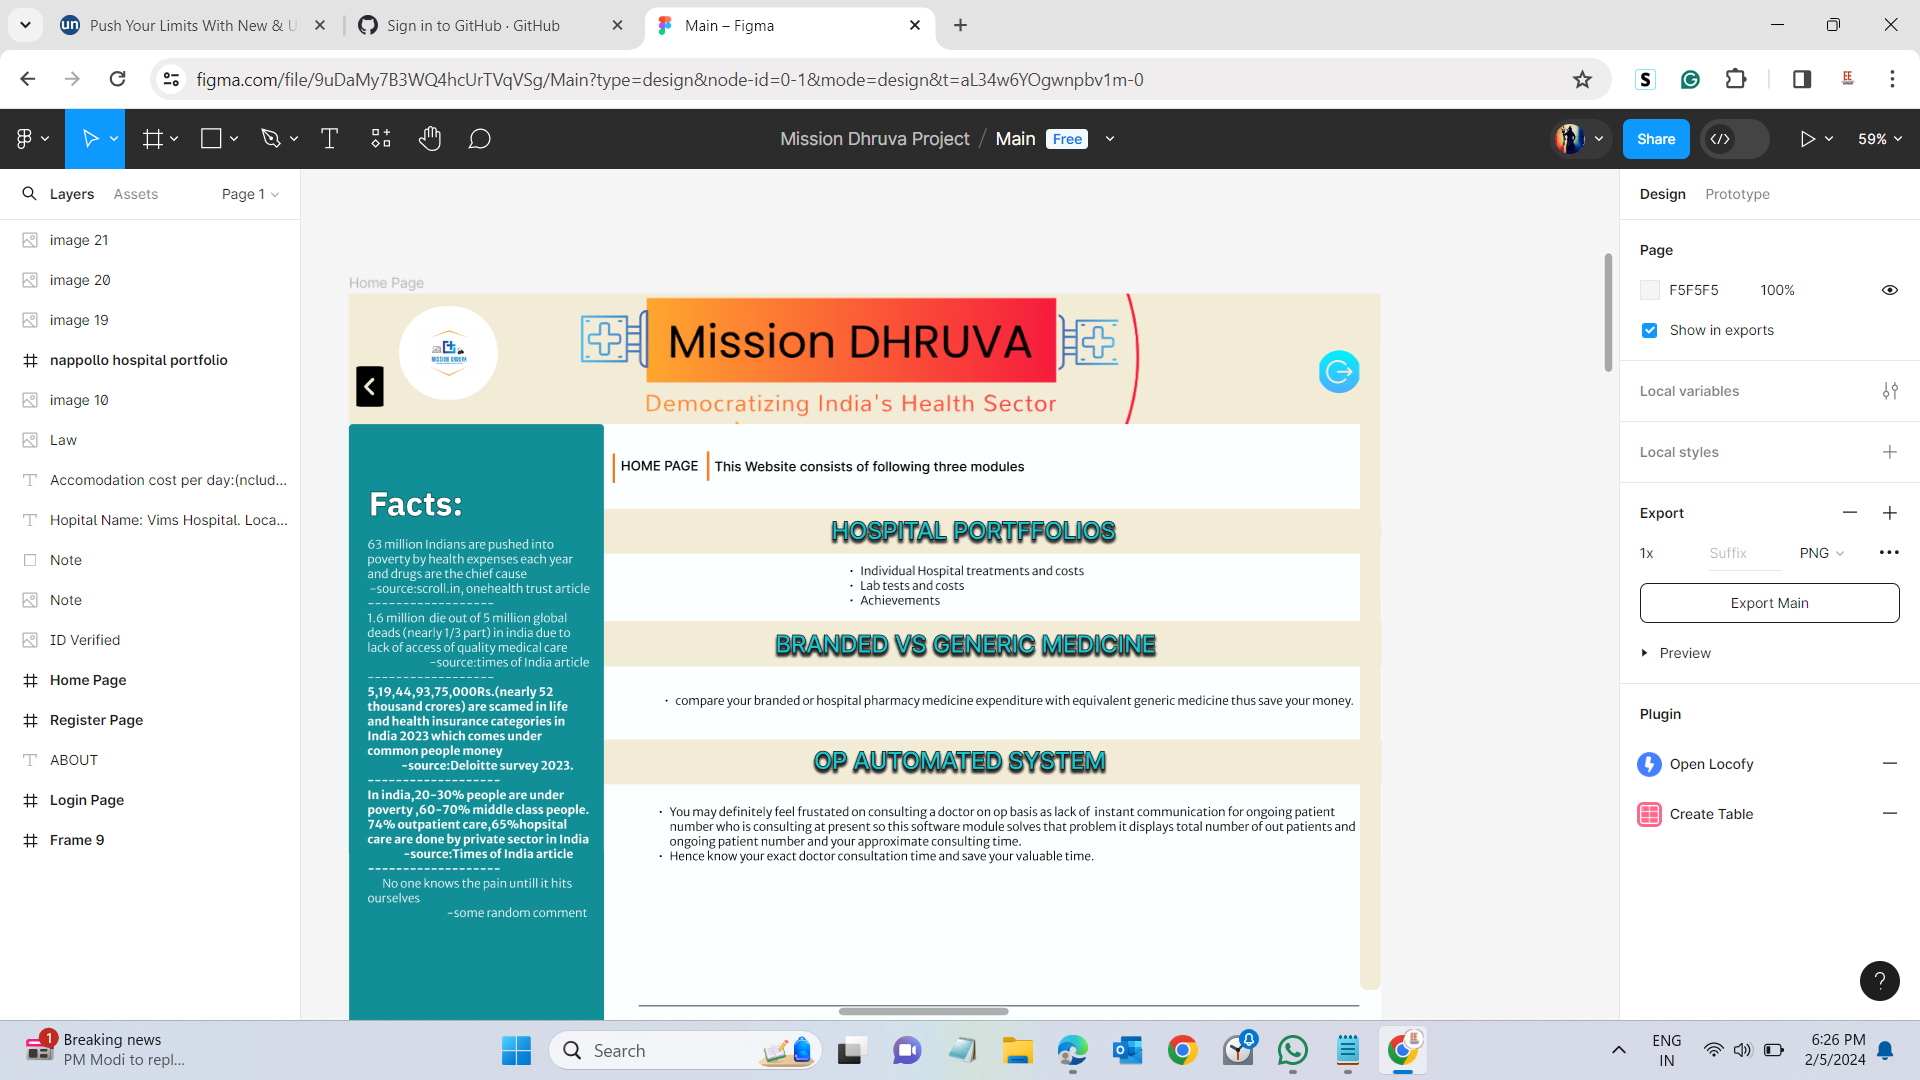 Push Your Limits With New & U
Sign in to GitHub · GitHub
Main – Figma
figma.com/file/9uDaMy7B3WQ4hcUrTVqVSg/Main?type=design&node-id=0-1&mode=design&t=aL34w6YOgwnpbv1m-0
Mission Dhruva Project / Main Free
Share
59%
Layers Assets Page 1
image 21
image 20
image 19
nappollo hospital portfolio
image 10
Law
Accomodation cost per day:(nclud...
Hopital Name: Vims Hospital. Loca...
Note
Note
ID Verified
Home Page
Register Page
ABOUT
Login Page
Frame 9
Home Page
MISSION DHRUVA
Mission DHRUVA
Democratizing India's Health Sector
HOME PAGE
This Website consists of following three modules
Facts:
63 million Indians are pushed into
poverty by health expenses each year
and drugs are the chief cause
-source:scroll.in, onehealth trust article
------------------
1.6 million die out of 5 million global
deads (nearly 1/3 part) in india due to
lack of access of quality medical care
-source:times of India article
------------------
5,19,44,93,75,000Rs.(nearly 52
thousand crores) are scamed in life
and health insurance categories in
India 2023 which comes under
common people money
-source:Deloitte survey 2023.
-------------------
In india,20-30% people are under
poverty ,60-70% middle class people.
74% outpatient care,65%hopsital
care are done by private sector in India
-source:Times of India article
-------------------
No one knows the pain untill it hits
ourselves
-some random comment
HOSPITAL PORTFFOLIOS
· Individual Hospital treatments and costs
· Lab tests and costs
· Achievements
BRANDED VS GENERIC MEDICINE
· compare your branded or hospital pharmacy medicine expenditure with equivalent generic medicine thus save your money.
OP AUTOMATED SYSTEM
· You may definitely feel frustated on consulting a doctor on op basis as lack of instant communication for ongoing patient
number who is consulting at present so this software module solves that problem it displays total number of out patients and
ongoing patient number and your approximate consulting time.
· Hence know your exact doctor consultation time and save your valuable time.
Design Prototype
Page
F5F5F5 100%
Show in exports
Local variables
Local styles
Export
1x Suffix PNG
Export Main
Preview
Plugin
Open Locofy
Create Table
?
1
Breaking news
PM Modi to repl...
Search
ENG
IN
6:26 PM
2/5/2024